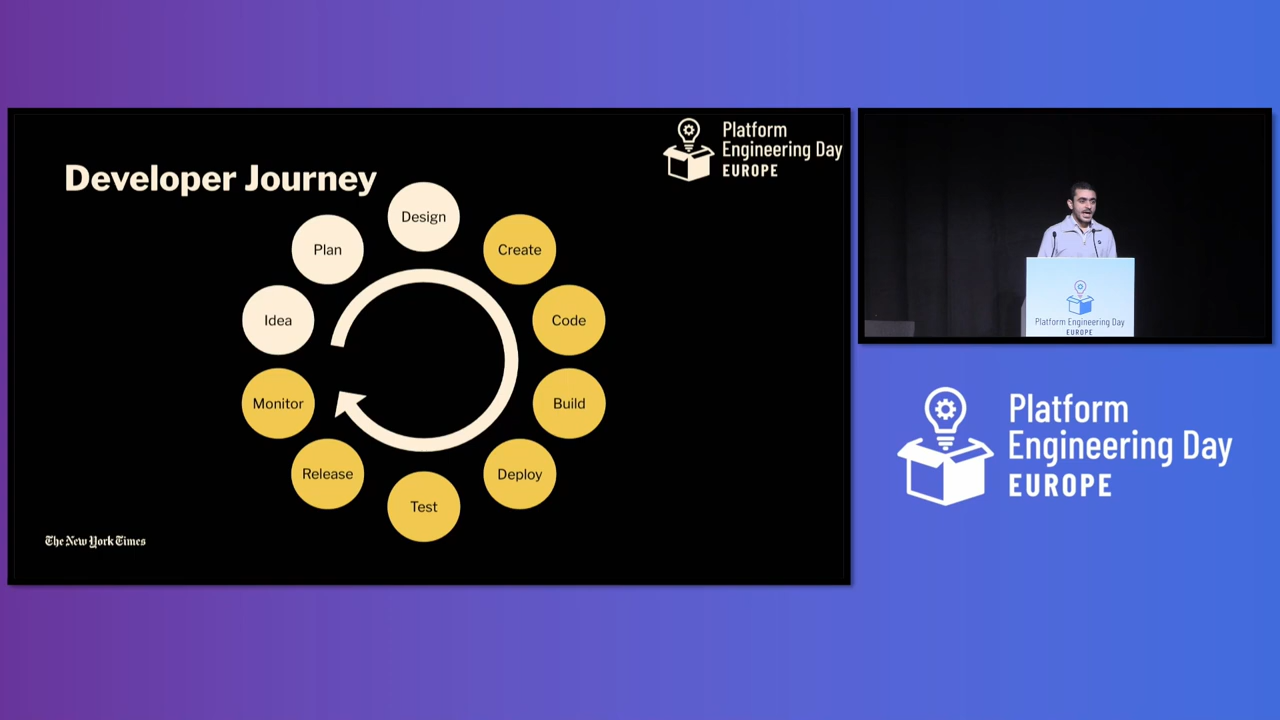 Developer Journey
Platform
Engineering Day
EUROPE
Design
Plan
Create
Idea
Code
Monitor
Build
Release
Deploy
Test
The New York Times
Platform Engineering Day
EUROPE
Platform
Engineering Day
EUROPE